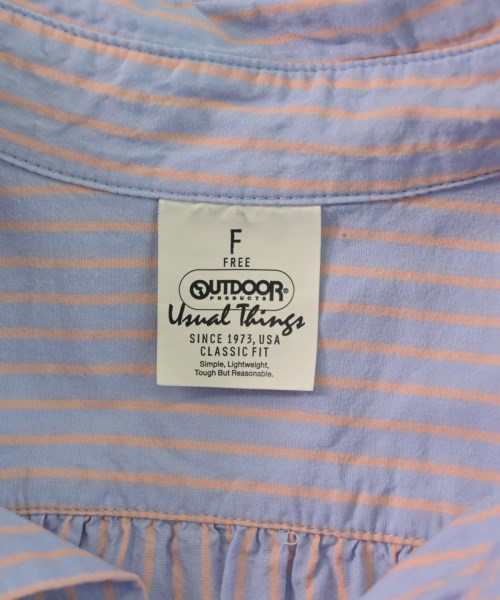 F
FREE
OUTDOOR®
PRODUCTS
Usual Things
SINCE 1973, USA
CLASSIC FIT
Simple, Lightweight,
Tough But Reasonable.